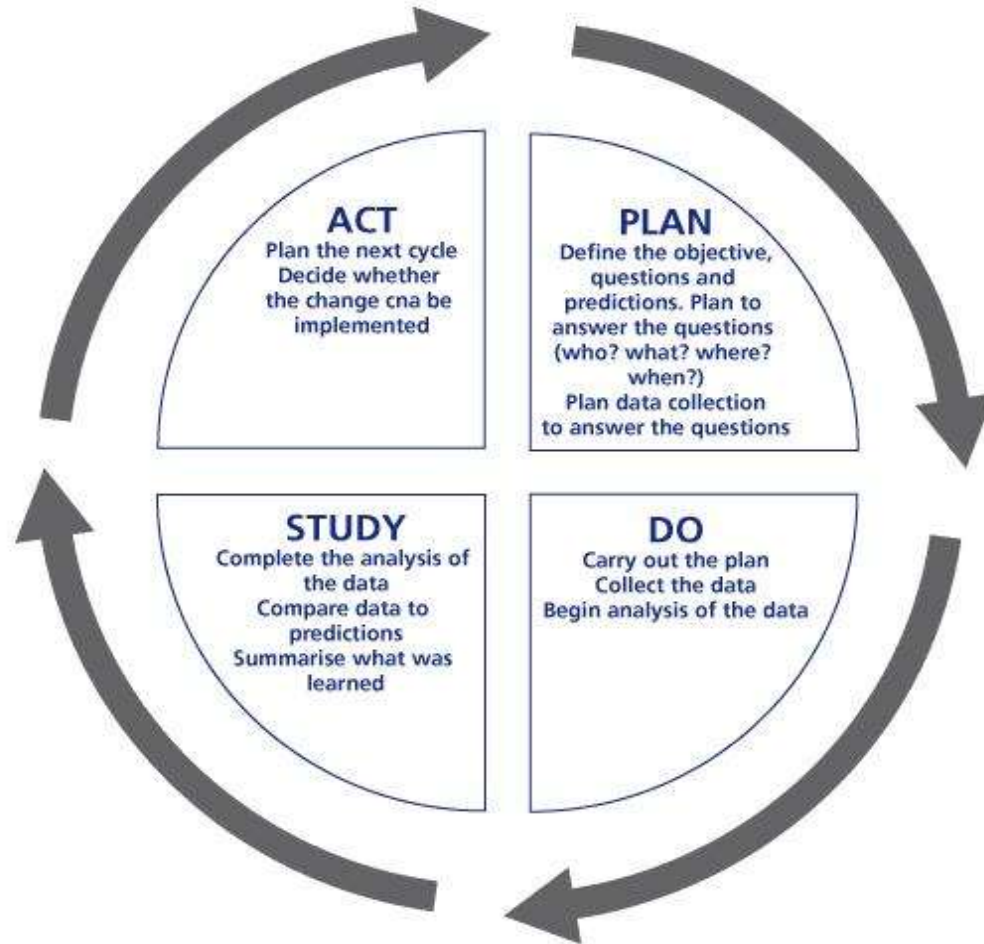 ACT
Plan the next cycle
Decide whether
the change cna be
implemented
PLAN
Define the objective,
questions and
predictions. Plan to
answer the questions
(who? what? where?
when?)
Plan data collection
to answer the questions
STUDY
Complete the analysis of
the data
Compare data to
predictions
Summarise what was
learned
DO
Carry out the plan
Collect the data
Begin analysis of the data